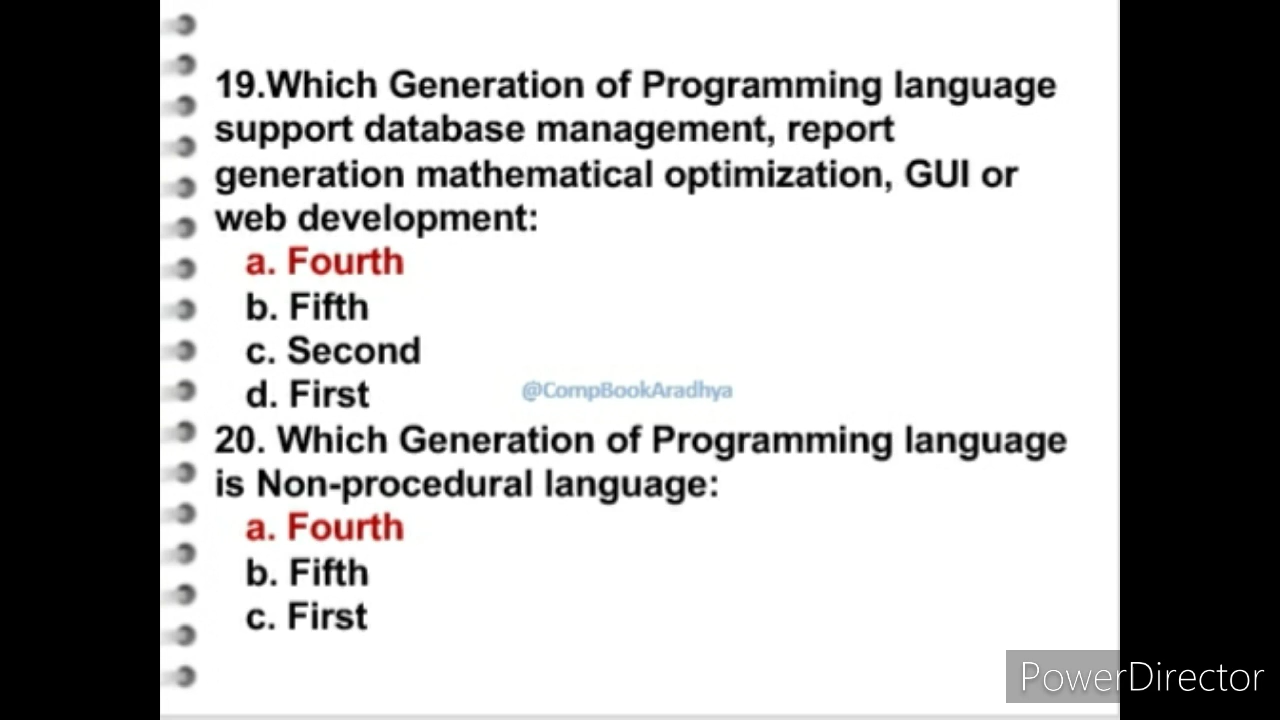 19.Which Generation of Programming language
support database management, report
generation mathematical optimization, GUI or
web development:
a. Fourth
b. Fifth
c. Second
d. First
@CompBookAradhya
20. Which Generation of Programming language
is Non-procedural language:
a. Fourth
b. Fifth
c. First
PowerDirector